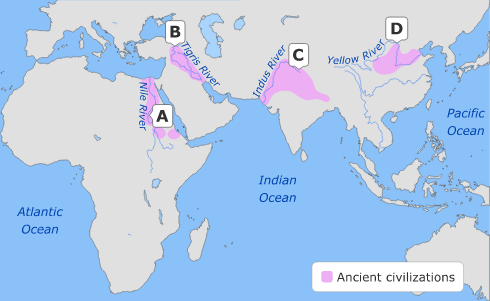 D
B
Tigris River
Yellow River
C
Indus River
Nile River
A
Pacific
Ocean
Indian
Ocean
Atlantic
Ocean
Ancient civilizations